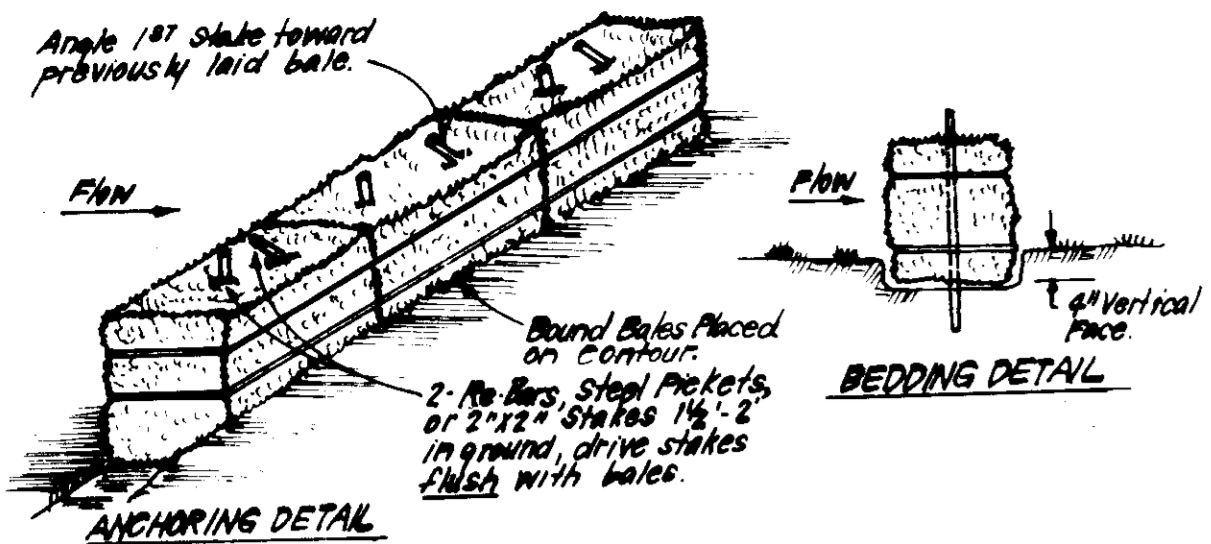 Angle 1ST stake toward
previously laid bale.
Flow
Flow
4" Vertical
Face.
Bound Bales Placed
on contour.
BEDDING DETAIL
2-Re-Bars, Steel Pickets,
or 2"x2" Stakes 1½'-2'
in ground, drive stakes
flush with bales.
ANCHORING DETAIL